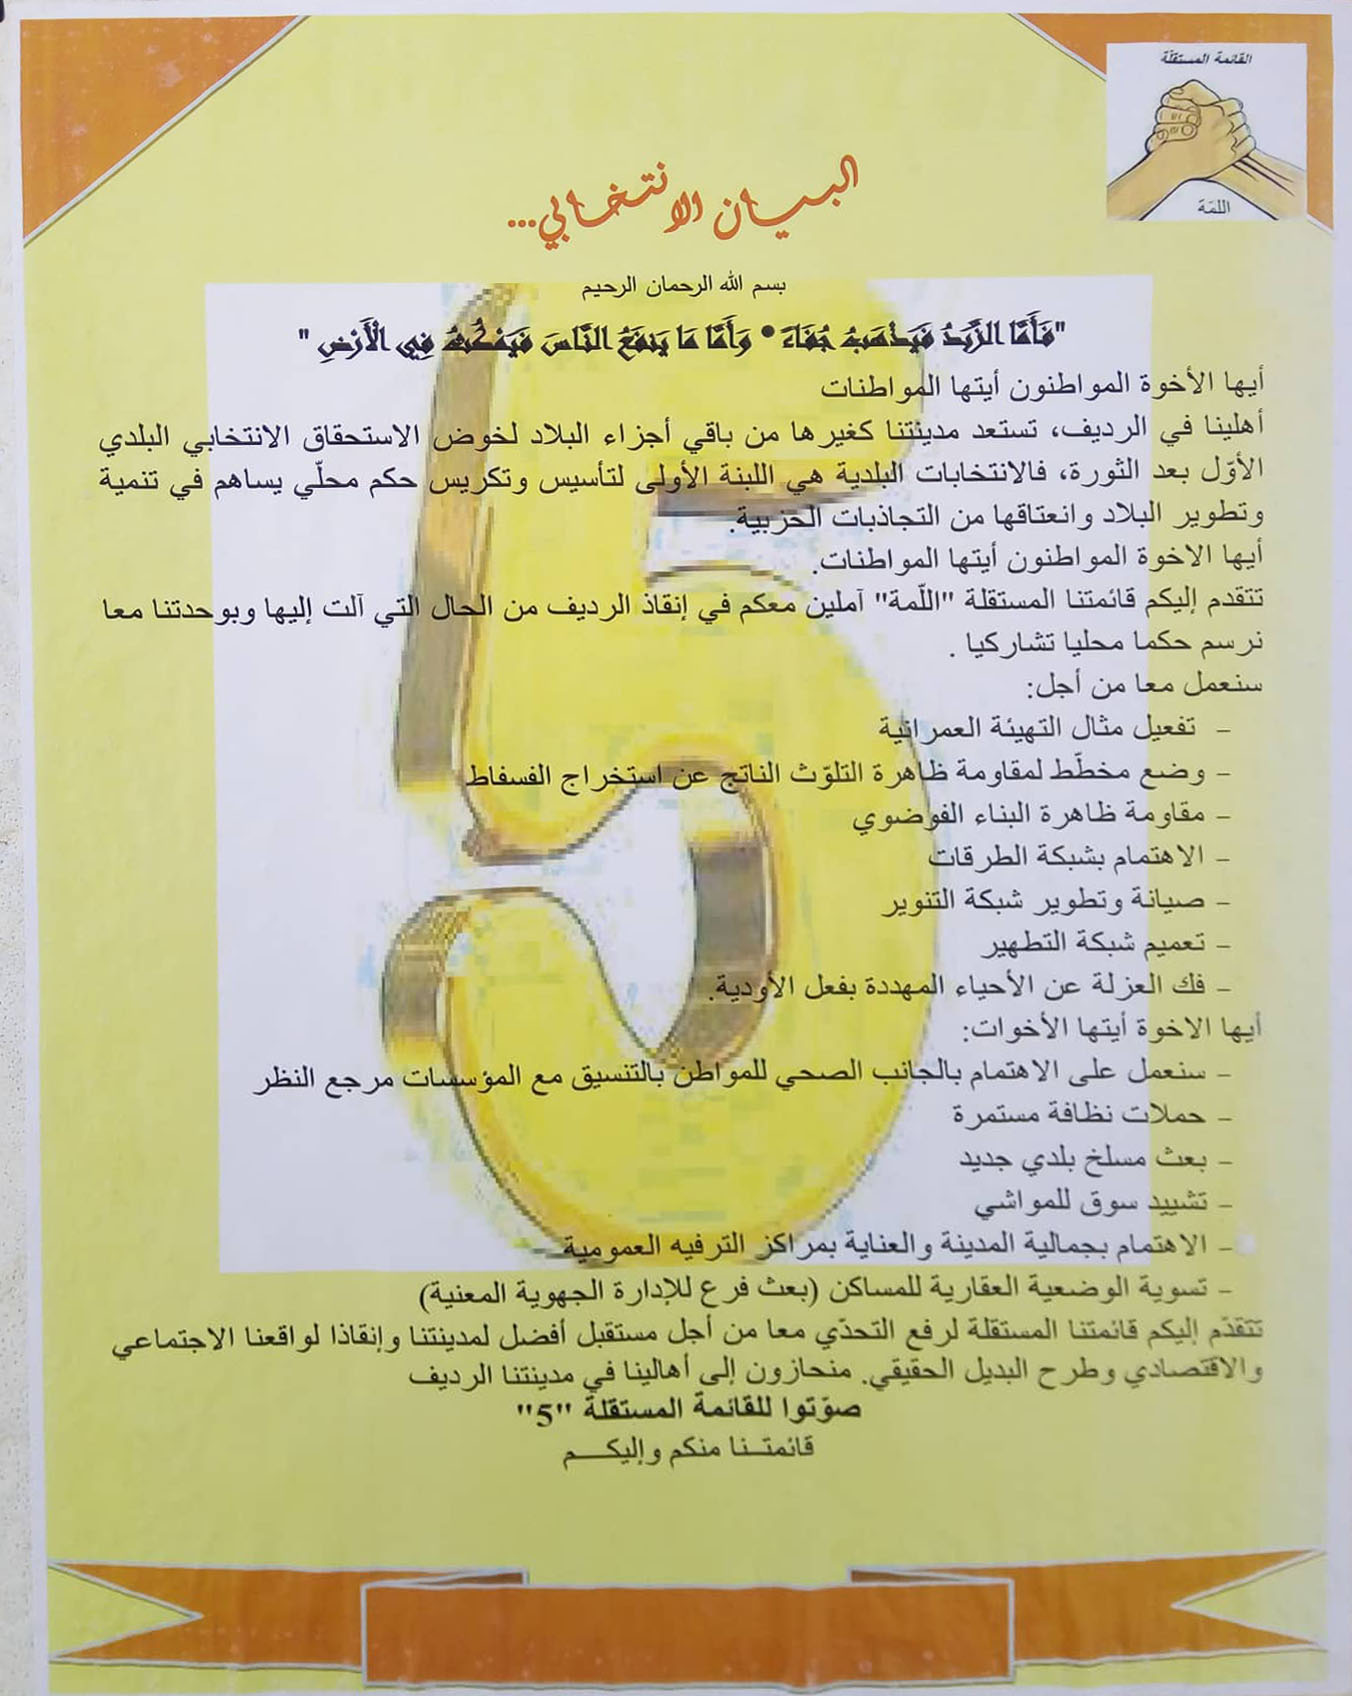 القائمة المستقلّة
اللمّة
البيان الانتخابي...
بسم الله الرحمان الرحيم
"فَأَمَّا الزَّبَدُ فَيَذْهَبُ جُفَاءً • وَأَمَّا مَا يَنفَعُ النَّاسَ فَيَمْكُثُ فِي الْأَرْضِ "
أيها الأخوة المواطنون أيتها المواطنات
أهلينا في الرديف، تستعد مدينتنا كغيرها من باقي أجزاء البلاد لخوض الاستحقاق الانتخابي البلدي
الأوّل بعد الثورة، فالانتخابات البلدية هي اللبنة الأولى لتأسيس وتكريس حكم محلّي يساهم في تنمية
وتطوير البلاد وانعتاقها من التجاذبات الحزبية.
أيها الاخوة المواطنون أيتها المواطنات.
تتقدم إليكم قائمتنا المستقلة "اللّمة" آملين معكم في إنقاذ الرديف من الحال التي آلت إليها وبوحدتنا معا
نرسم حكما محليا تشاركيا .
سنعمل معا من أجل:
- تفعيل مثال التهيئة العمرانية
- وضع مخطّط لمقاومة ظاهرة التلوّث الناتج عن استخراج الفسفاط
- مقاومة ظاهرة البناء الفوضوي
- الاهتمام بشبكة الطرقات
- صيانة وتطوير شبكة التنوير
- تعميم شبكة التطهير
- فك العزلة عن الأحياء المهددة بفعل الأودية.
أيها الاخوة أيتها الأخوات:
- سنعمل على الاهتمام بالجانب الصحي للمواطن بالتنسيق مع المؤسسات مرجع النظر
- حملات نظافة مستمرة
- بعث مسلخ بلدي جديد
- تشييد سوق للمواشي
- الاهتمام بجمالية المدينة والعناية بمراكز الترفيه العمومية
- تسوية الوضعية العقارية للمساكن (بعث فرع للإدارة الجهوية المعنية)
تتقدّم إليكم قائمتنا المستقلة لرفع التحدّي معا من أجل مستقبل أفضل لمدينتنا وإنقاذا لواقعنا الاجتماعي
والاقتصادي وطرح البديل الحقيقي. منحازون إلى أهالينا في مدينتنا الرديف
صوّتوا للقائمة المستقلة "5"
قائمتــنا منكم وإليكـــم
5